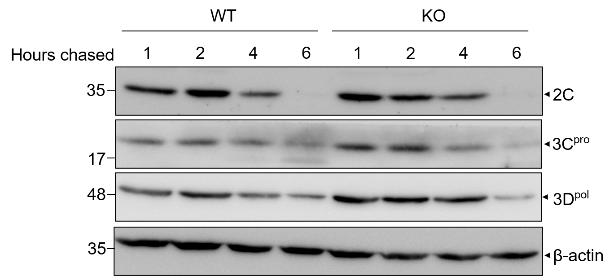 WT KO
Hours chased 1 2 4 6 1 2 4 6
35 2C
3Cpro
17
48 3Dpol
35 β-actin